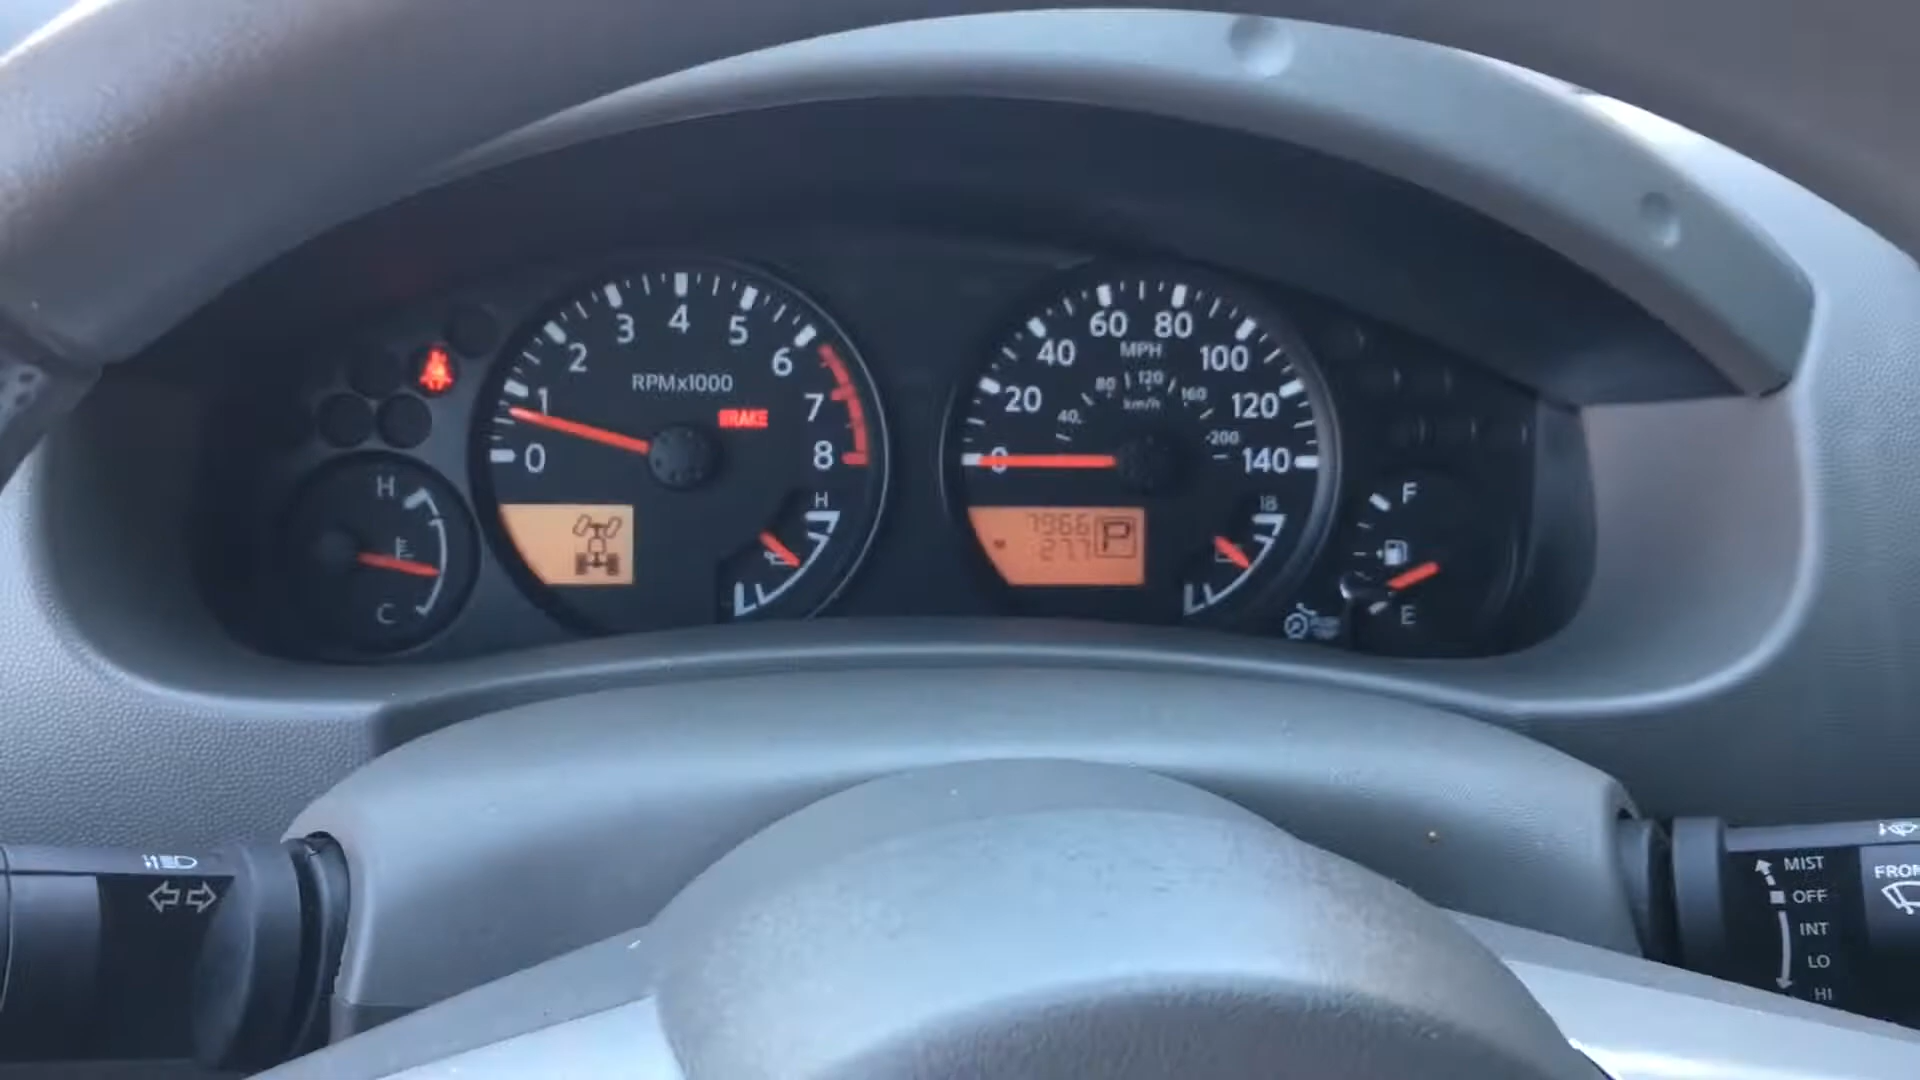 0 1 2 3 4 5 6 7 8
RPMx1000
BRAKE
H
C
H
L
0 20 40 60 80 100 120 140
MPH
40 80 120 160 200
km/h
P
18
F
E
MIST
OFF
INT
LO
HI